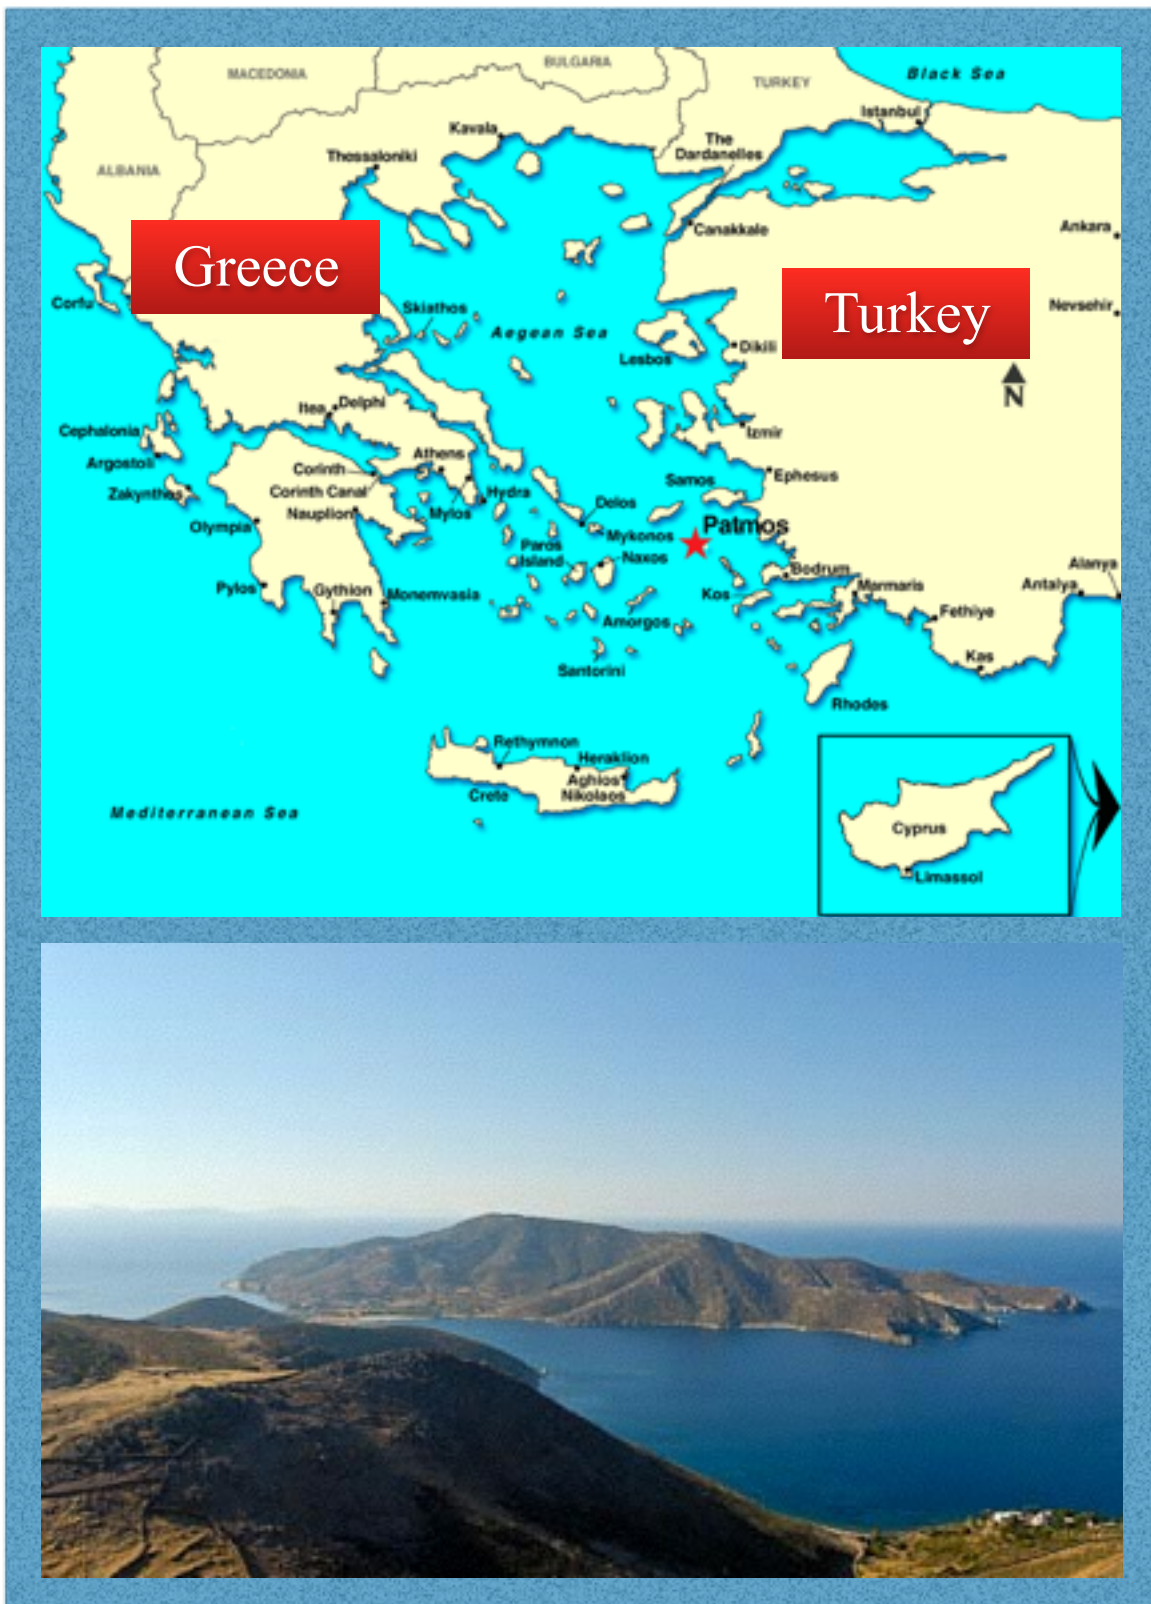 MACEDONIA
BULGARIA
TURKEY
Black Sea
Istanbul
Kavala
The
Dardanelles
Thessaloniki
ALBANIA
Canakkale
Ankara
Greece
Turkey
Corfu
Skiathos
Aegean Sea
Nevsehir
Lesbos
Dikili
N
Itea
Delphi
Cephalonia
Izmir
Argostoli
Athens
Corinth
Ephesus
Samos
Zakynthos
Corinth Canal
Hydra
Delos
Nauplion
Mylos
Olympia
Patmos
Mykonos
Paros
Island
Naxos
Bodrum
Alanya
Pylos
Gythion
Monemvasia
Kos
Marmaris
Antalya
Amorgos
Fethiye
Santorini
Kas
Rhodes
Rethymnon
Heraklion
Aghios
Nikolaos
Crete
Mediterranean Sea
Cyprus
Limassol